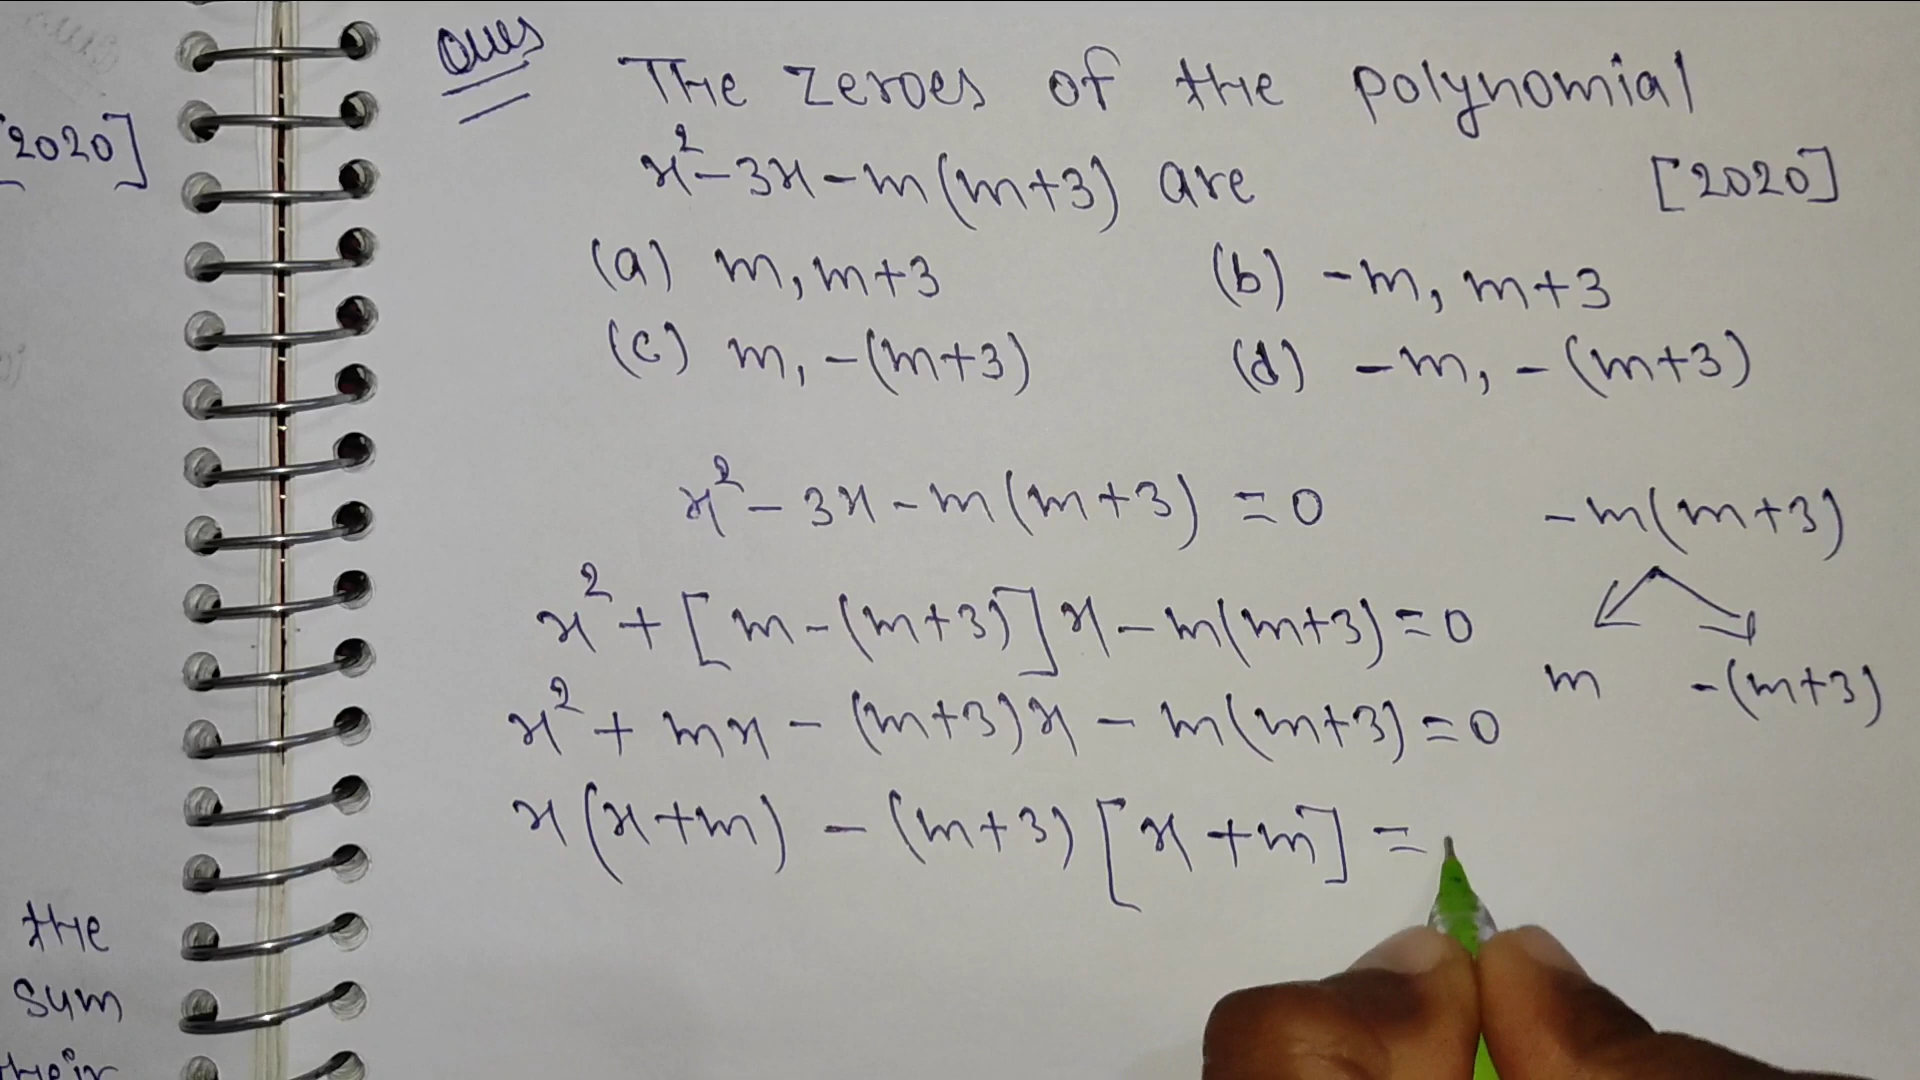 2020]
the
sum
their
Ques The zeroes of the polynomial
x² - 3x - m(m+3) are [2020]
(a) m, m+3 (b) -m, m+3
(c) m, -(m+3) (d) -m, -(m+3)
x² - 3x - m(m+3) = 0 -m(m+3)
x² + [m - (m+3)]x - m(m+3) = 0
m -(m+3)
x² + mx - (m+3)x - m(m+3) = 0
x(x+m) - (m+3)[x+m] =